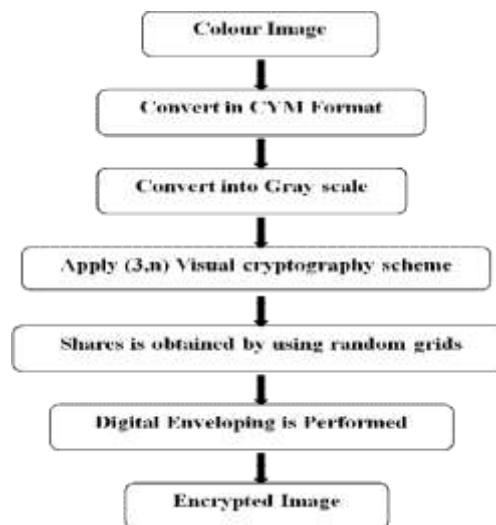 Colour Image
Convert in CYM Format
Convert into Gray scale
Apply (3,n) Visual cryptography scheme
Shares is obtained by using random grids
Digital Enveloping is Performed
Encrypted Image